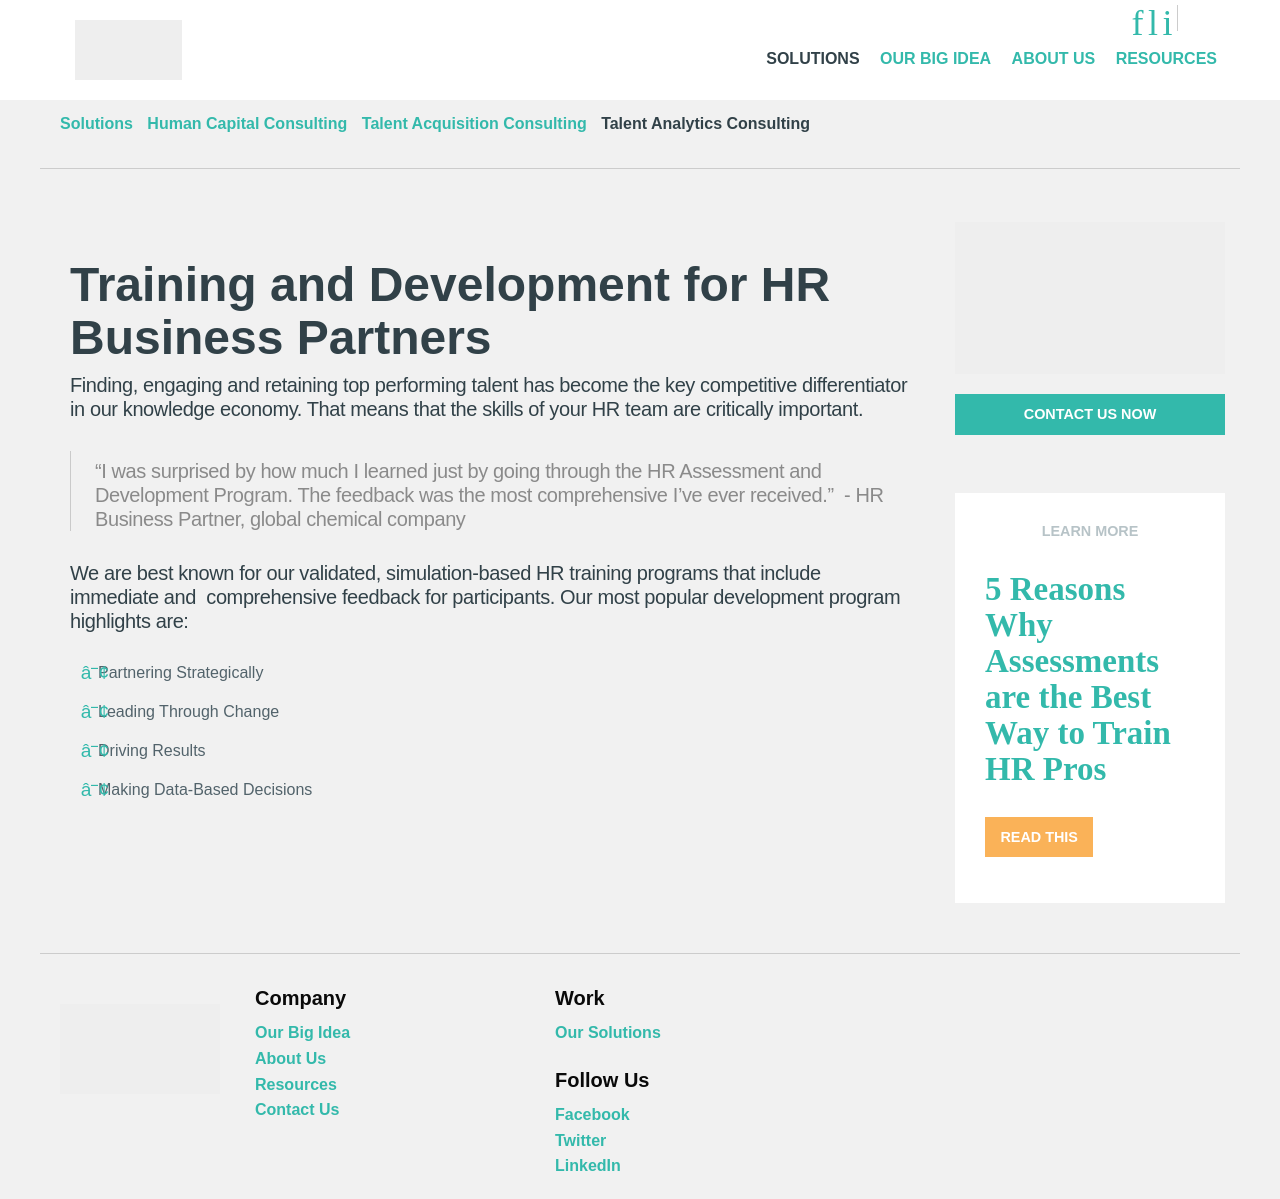 f l i
SOLUTIONS OUR BIG IDEA ABOUT US RESOURCES
Solutions Human Capital Consulting Talent Acquisition Consulting Talent Analytics Consulting
Training and Development for HR
Business Partners
Finding, engaging and retaining top performing talent has become the key competitive differentiator
in our knowledge economy. That means that the skills of your HR team are critically important.
“I was surprised by how much I learned just by going through the HR Assessment and
Development Program. The feedback was the most comprehensive I’ve ever received.”  - HR
Business Partner, global chemical company
We are best known for our validated, simulation-based HR training programs that include
immediate and  comprehensive feedback for participants. Our most popular development program
highlights are:
Partnering Strategically
Leading Through Change
Driving Results
Making Data-Based Decisions
CONTACT US NOW
LEARN MORE
5 Reasons
Why
Assessments
are the Best
Way to Train
HR Pros
READ THIS
Company
Our Big Idea
About Us
Resources
Contact Us
Work
Our Solutions
Follow Us
Facebook
Twitter
LinkedIn